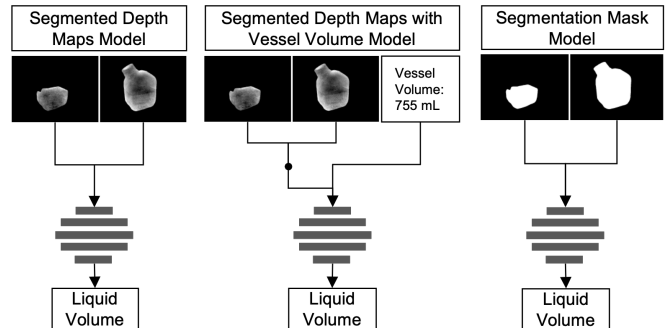 Segmented Depth
Maps Model
Segmented Depth Maps with
Vessel Volume Model
Segmentation Mask
Model
Vessel
Volume:
755 mL
Liquid
Volume
Liquid
Volume
Liquid
Volume